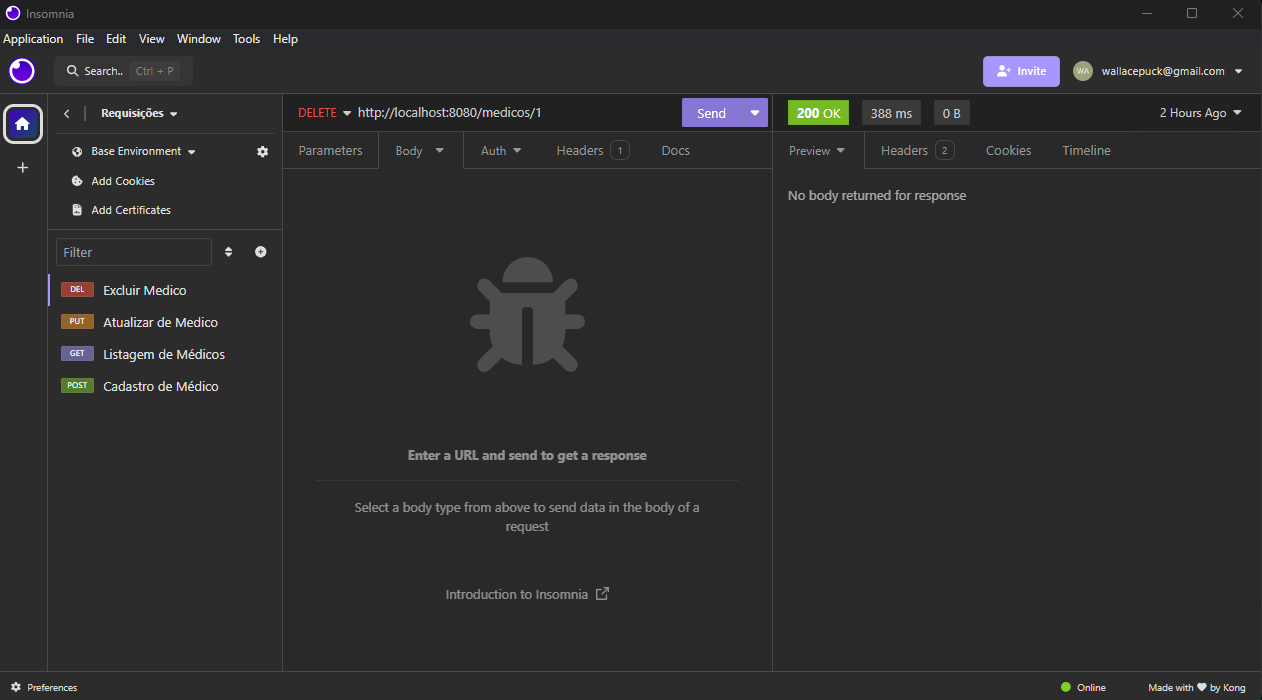 Insomnia
Application File Edit View Window Tools Help
Search.. Ctrl + P
Invite
WA wallacepuck@gmail.com
Requisições
DELETE http://localhost:8080/medicos/1 Send
200 OK 388 ms 0 B 2 Hours Ago
Base Environment
Parameters Body Auth Headers 1 Docs
Preview Headers 2 Cookies Timeline
Add Cookies
Add Certificates
No body returned for response
Filter
DEL Excluir Medico
PUT Atualizar de Medico
GET Listagem de Médicos
POST Cadastro de Médico
Enter a URL and send to get a response
Select a body type from above to send data in the body of a
request
Introduction to Insomnia
Preferences
Online
Made with ❤ by Kong